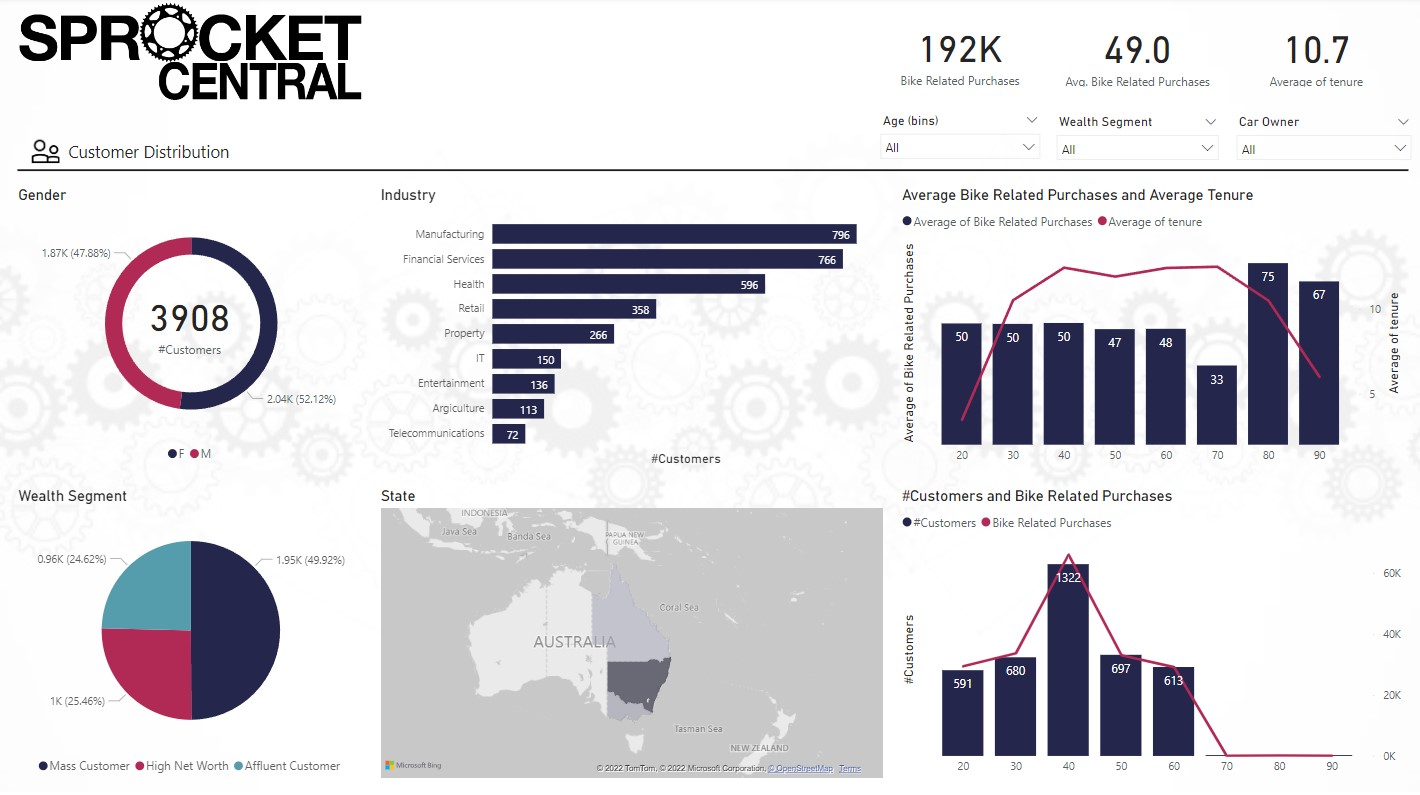 SPROCKET
CENTRAL
192K
Bike Related Purchases
49.0
Avg. Bike Related Purchases
10.7
Average of tenure
Age (bins)
All
Wealth Segment
All
Car Owner
All
Customer Distribution
Gender
1.87K (47.88%)
3908
#Customers
2.04K (52.12%)
F M
Industry
Manufacturing 796
Financial Services 766
Health 596
Retail 358
Property 266
IT 150
Entertainment 136
Argiculture 113
Telecommunications 72
#Customers
Average Bike Related Purchases and Average Tenure
Average of Bike Related Purchases Average of tenure
Average of Bike Related Purchases
50 50 50 47 48 33 75 67
10
5
Average of tenure
20 30 40 50 60 70 80 90
Wealth Segment
0.96K (24.62%)
1.95K (49.92%)
1K (25.46%)
Mass Customer High Net Worth Affluent Customer
State
INDONESIA
Java Sea
Banda Sea
PAPUA NEW
GUINEA
Coral Sea
AUSTRALIA
Tasman Sea
NEW ZEALAND
Microsoft Bing
© 2022 TomTom, © 2022 Microsoft Corporation, © OpenStreetMap Terms
#Customers and Bike Related Purchases
#Customers Bike Related Purchases
#Customers
591 680 1322 697 613
60K
40K
20K
0K
20 30 40 50 60 70 80 90